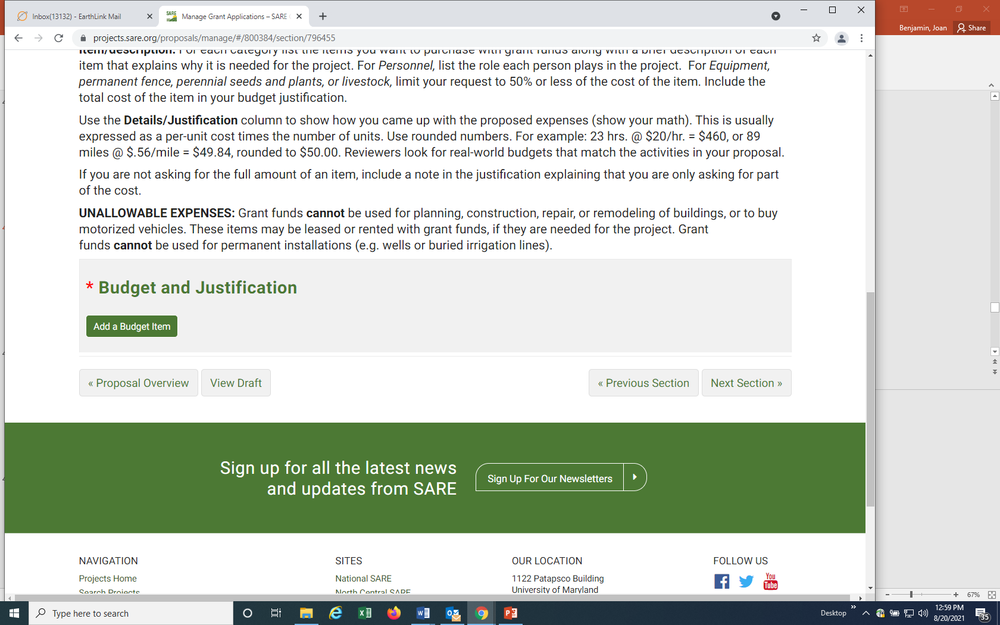 Inbox(13132) - EarthLink Mail
Manage Grant Applications – SARE
Benjamin, Joan
Share
projects.sare.org/proposals/manage/#/800384/section/796455
Item/description: For each category list the items you want to purchase with grant funds along with a brief description of each
item that explains why it is needed for the project. For Personnel, list the role each person plays in the project. For Equipment,
permanent fence, perennial seeds and plants, or livestock, limit your request to 50% or less of the cost of the item. Include the
total cost of the item in your budget justification.
Use the Details/Justification column to show how you came up with the proposed expenses (show your math). This is usually
expressed as a per-unit cost times the number of units. Use rounded numbers. For example: 23 hrs. @ $20/hr. = $460, or 89
miles @ $.56/mile = $49.84, rounded to $50.00. Reviewers look for real-world budgets that match the activities in your proposal.
If you are not asking for the full amount of an item, include a note in the justification explaining that you are only asking for part
of the cost.
UNALLOWABLE EXPENSES: Grant funds cannot be used for planning, construction, repair, or remodeling of buildings, or to buy
motorized vehicles. These items may be leased or rented with grant funds, if they are needed for the project. Grant
funds cannot be used for permanent installations (e.g. wells or buried irrigation lines).
* Budget and Justification
Add a Budget Item
« Proposal Overview
View Draft
« Previous Section
Next Section »
Sign up for all the latest news
and updates from SARE
Sign Up For Our Newsletters
NAVIGATION
Projects Home
Search Projects
SITES
National SARE
North Central SARE
OUR LOCATION
1122 Patapsco Building
University of Maryland
FOLLOW US
You
Tube
67%
Type here to search
Desktop
12:59 PM
8/20/2021
35